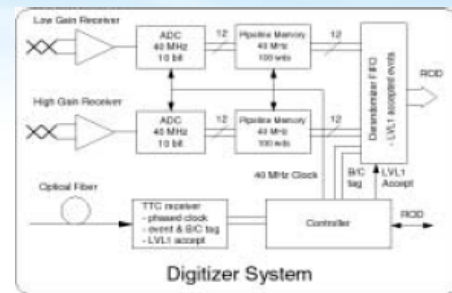 Low Gain Receiver
ADC
40 MHz
10 bit
12
Pipeline Memory
40 MHz
100 wds
12
Derandomizer FIFO
- LVL1 accepted events
ROD
High Gain Receiver
ADC
40 MHz
10 bit
12
Pipeline Memory
40 MHz
100 wds
12
40 MHz Clock
B/C
tag
LVL1
Accept
Optical Fiber
TTC receiver
- phased clock
- event & B/C tag
- LVL1 accept
Controller
ROD
Digitizer System